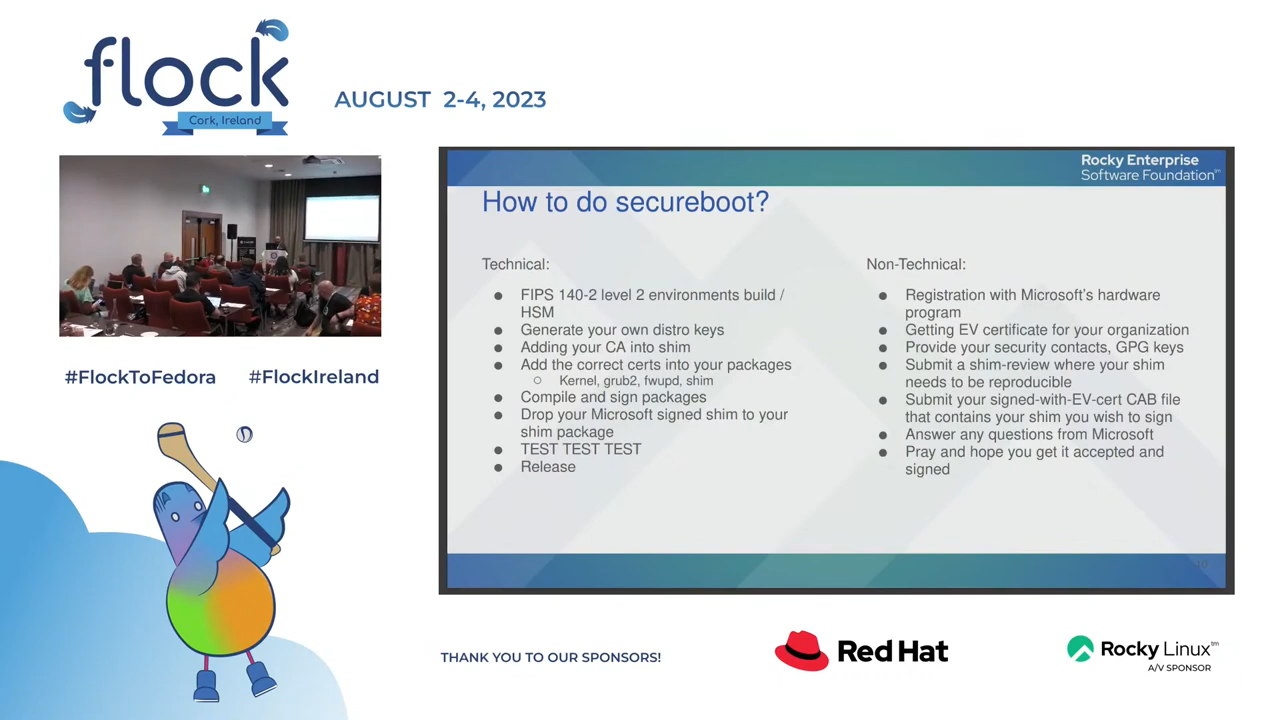 flock
Cork, Ireland
AUGUST 2-4, 2023
#FlockToFedora #FlockIreland
Rocky Enterprise
Software Foundation
How to do secureboot?
Technical:
● FIPS 140-2 level 2 environments build /
HSM
● Generate your own distro keys
● Adding your CA into shim
● Add the correct certs into your packages
○ Kernel, grub2, fwupd, shim
● Compile and sign packages
● Drop your Microsoft signed shim to your
shim package
● TEST TEST TEST
● Release
Non-Technical:
● Registration with Microsoft's hardware
program
● Getting EV certificate for your organization
● Provide your security contacts, GPG keys
● Submit a shim-review where your shim
needs to be reproducible
● Submit your signed-with-EV-cert CAB file
that contains your shim you wish to sign
● Answer any questions from Microsoft
● Pray and hope you get it accepted and
signed
THANK YOU TO OUR SPONSORS!
Red Hat
Rocky Linux™
A/V SPONSOR